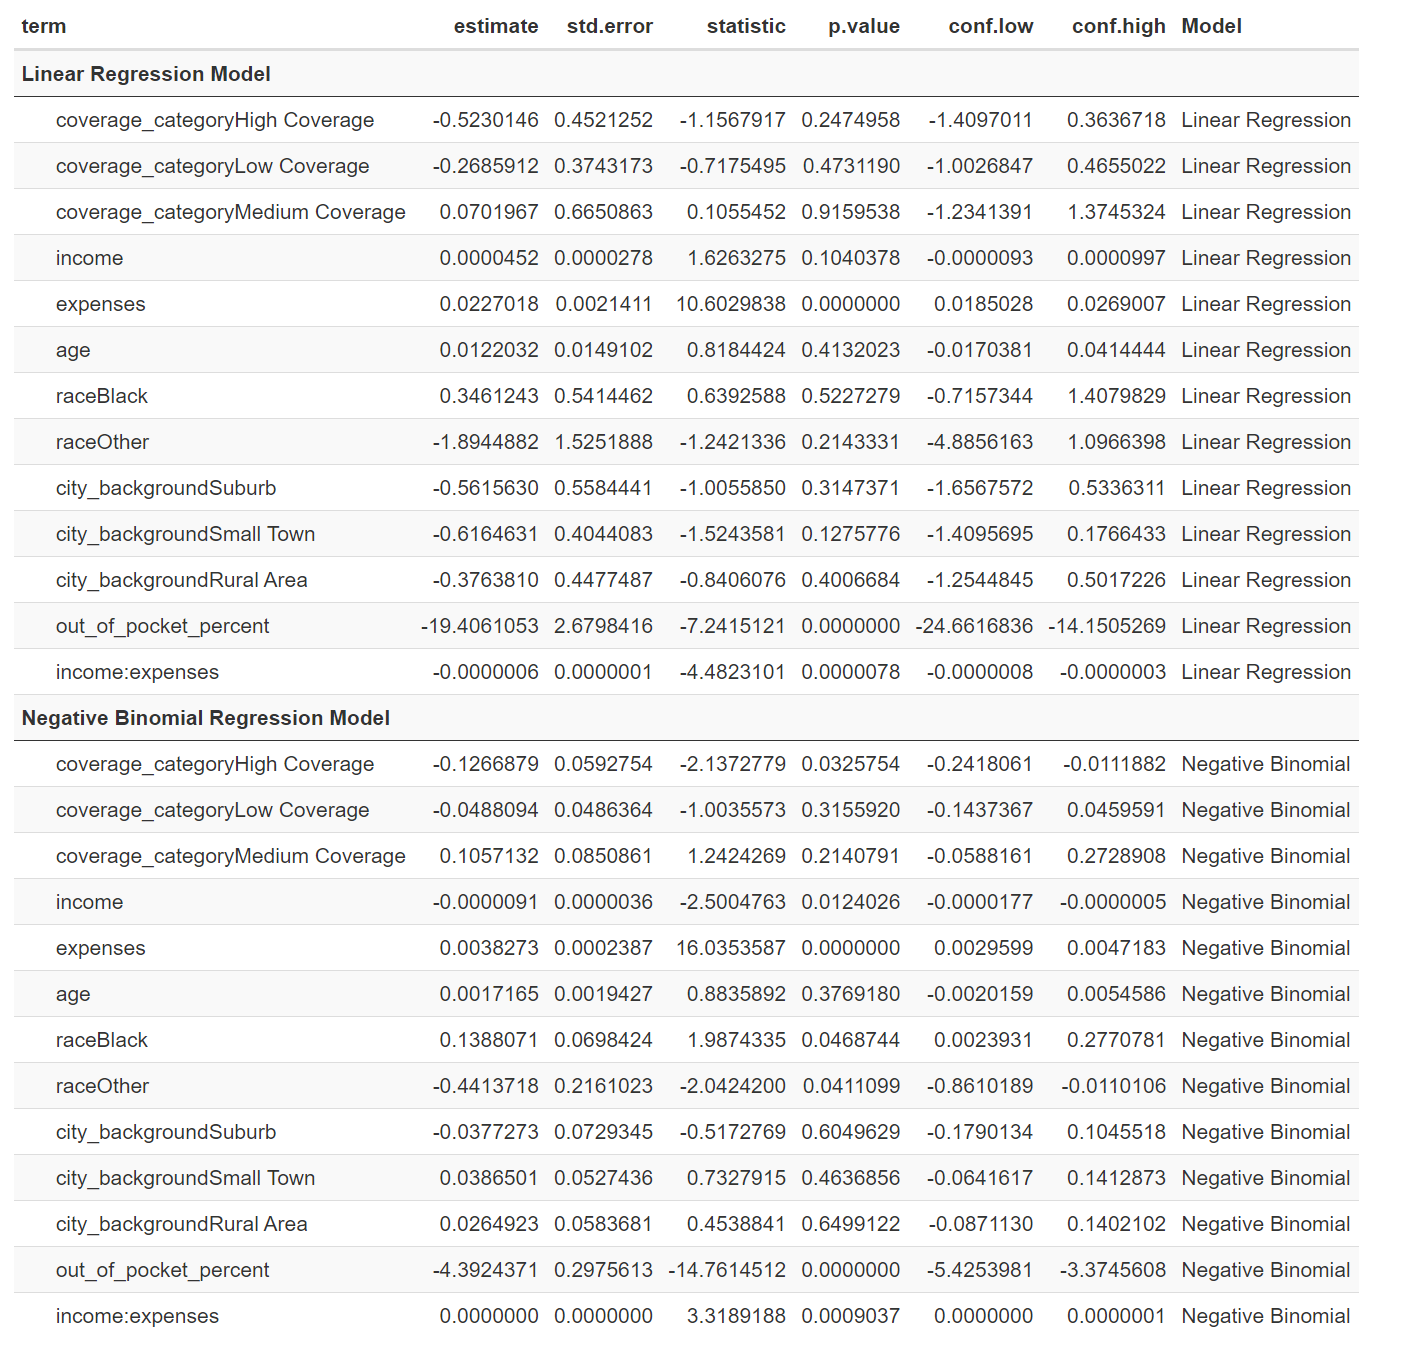 term estimate std.error statistic p.value conf.low conf.high Model
Linear Regression Model
coverage_categoryHigh Coverage -0.5230146 0.4521252 -1.1567917 0.2474958 -1.4097011 0.3636718 Linear Regression
coverage_categoryLow Coverage -0.2685912 0.3743173 -0.7175495 0.4731190 -1.0026847 0.4655022 Linear Regression
coverage_categoryMedium Coverage 0.0701967 0.6650863 0.1055452 0.9159538 -1.2341391 1.3745324 Linear Regression
income 0.0000452 0.0000278 1.6263275 0.1040378 -0.0000093 0.0000997 Linear Regression
expenses 0.0227018 0.0021411 10.6029838 0.0000000 0.0185028 0.0269007 Linear Regression
age 0.0122032 0.0149102 0.8184424 0.4132023 -0.0170381 0.0414444 Linear Regression
raceBlack 0.3461243 0.5414462 0.6392588 0.5227279 -0.7157344 1.4079829 Linear Regression
raceOther -1.8944882 1.5251888 -1.2421336 0.2143331 -4.8856163 1.0966398 Linear Regression
city_backgroundSuburb -0.5615630 0.5584441 -1.0055850 0.3147371 -1.6567572 0.5336311 Linear Regression
city_backgroundSmall Town -0.6164631 0.4044083 -1.5243581 0.1275776 -1.4095695 0.1766433 Linear Regression
city_backgroundRural Area -0.3763810 0.4477487 -0.8406076 0.4006684 -1.2544845 0.5017226 Linear Regression
out_of_pocket_percent -19.4061053 2.6798416 -7.2415121 0.0000000 -24.6616836 -14.1505269 Linear Regression
income:expenses -0.0000006 0.0000001 -4.4823101 0.0000078 -0.0000008 -0.0000003 Linear Regression
Negative Binomial Regression Model
coverage_categoryHigh Coverage -0.1266879 0.0592754 -2.1372779 0.0325754 -0.2418061 -0.0111882 Negative Binomial
coverage_categoryLow Coverage -0.0488094 0.0486364 -1.0035573 0.3155920 -0.1437367 0.0459591 Negative Binomial
coverage_categoryMedium Coverage 0.1057132 0.0850861 1.2424269 0.2140791 -0.0588161 0.2728908 Negative Binomial
income -0.0000091 0.0000036 -2.5004763 0.0124026 -0.0000177 -0.0000005 Negative Binomial
expenses 0.0038273 0.0002387 16.0353587 0.0000000 0.0029599 0.0047183 Negative Binomial
age 0.0017165 0.0019427 0.8835892 0.3769180 -0.0020159 0.0054586 Negative Binomial
raceBlack 0.1388071 0.0698424 1.9874335 0.0468744 0.0023931 0.2770781 Negative Binomial
raceOther -0.4413718 0.2161023 -2.0424200 0.0411099 -0.8610189 -0.0110106 Negative Binomial
city_backgroundSuburb -0.0377273 0.0729345 -0.5172769 0.6049629 -0.1790134 0.1045518 Negative Binomial
city_backgroundSmall Town 0.0386501 0.0527436 0.7327915 0.4636856 -0.0641617 0.1412873 Negative Binomial
city_backgroundRural Area 0.0264923 0.0583681 0.4538841 0.6499122 -0.0871130 0.1402102 Negative Binomial
out_of_pocket_percent -4.3924371 0.2975613 -14.7614512 0.0000000 -5.4253981 -3.3745608 Negative Binomial
income:expenses 0.0000000 0.0000000 3.3189188 0.0009037 0.0000000 0.0000001 Negative Binomial